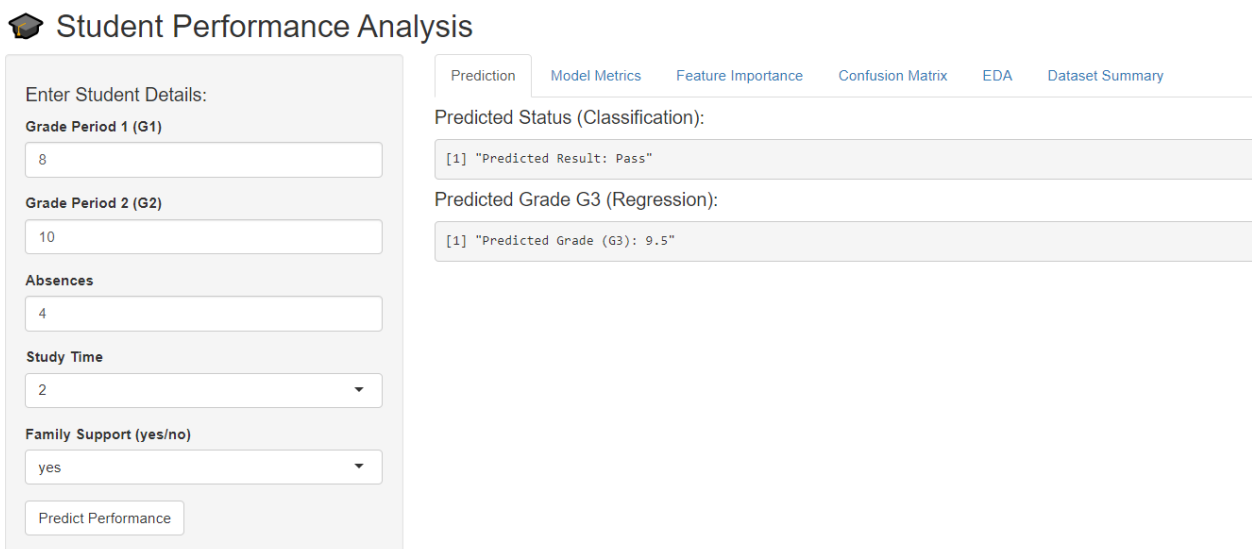 Student Performance Analysis
Enter Student Details:
Grade Period 1 (G1)
8
Grade Period 2 (G2)
10
Absences
4
Study Time
2
Family Support (yes/no)
yes
Predict Performance
Prediction Model Metrics Feature Importance Confusion Matrix EDA Dataset Summary
Predicted Status (Classification):
[1] "Predicted Result: Pass"
Predicted Grade G3 (Regression):
[1] "Predicted Grade (G3): 9.5"